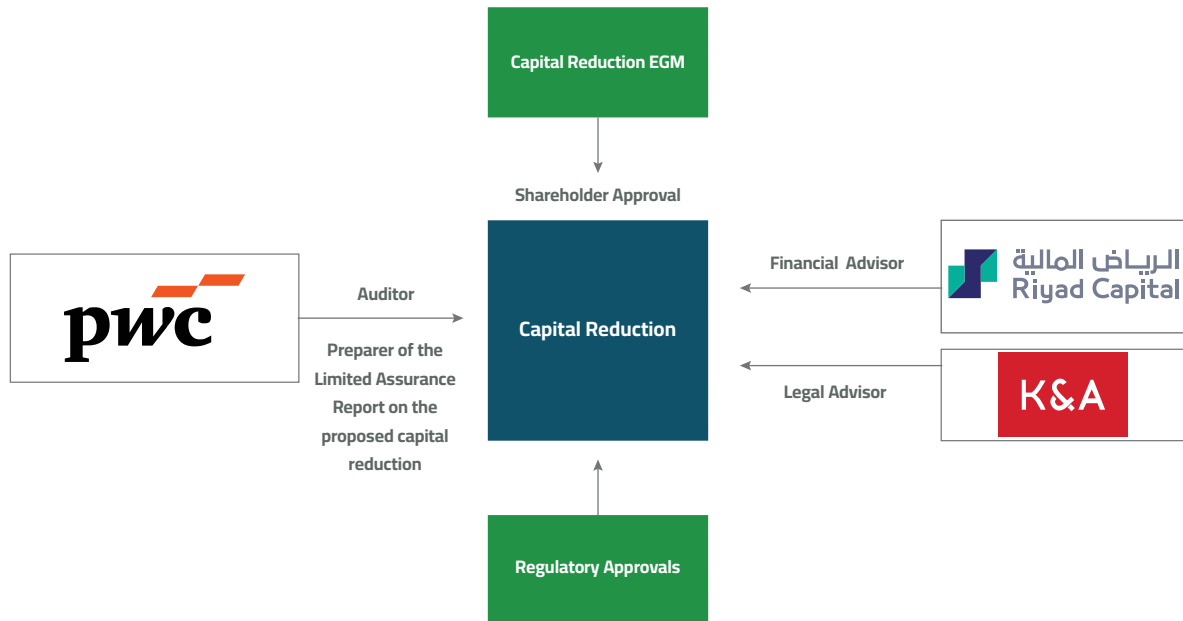 Capital Reduction EGM
Shareholder Approval
pwc
Auditor
Preparer of the
Limited Assurance
Report on the
proposed capital
reduction
Capital Reduction
Financial Advisor
الرياض المالية
Riyad Capital
Legal Advisor
K&A
Regulatory Approvals